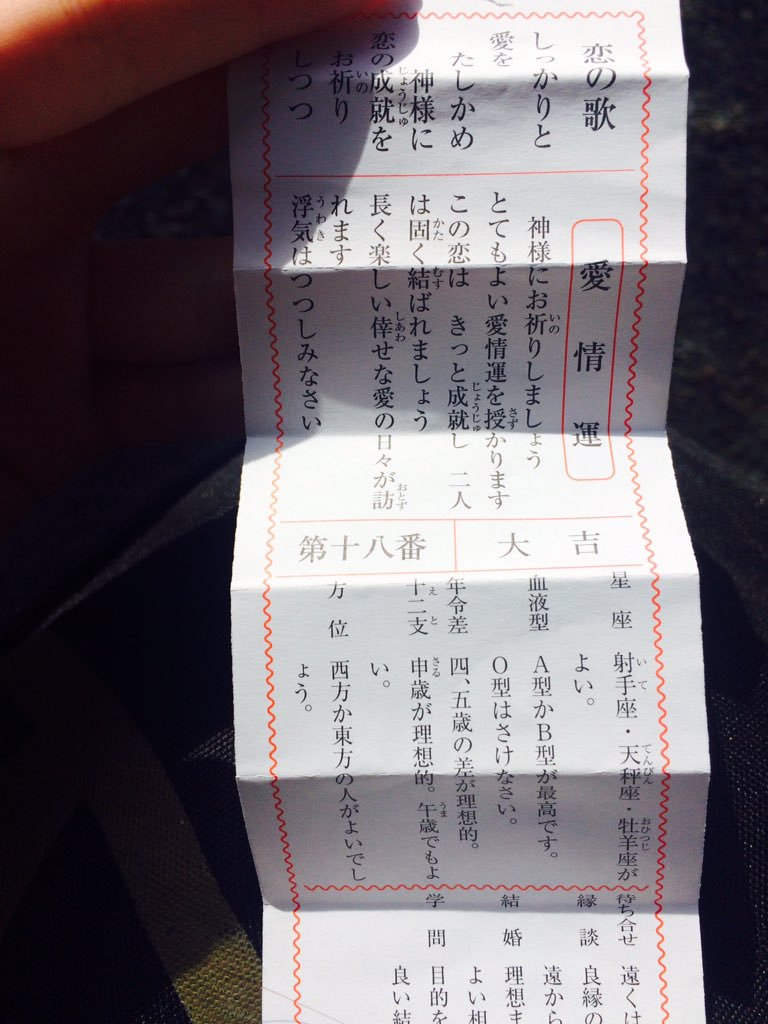 恋の歌
しっかりと
愛を
たしかめ
神様に
恋の成就を
お祈り
しつつ
愛情運
神様にお祈りしましょう
とてもよい愛情運を授かります
この恋は きっと成就し 二人
は固く結ばれましょう
長く楽しい倖せな愛の日々が訪
れます
浮気はつつしみなさい
大吉
第十八番
星座 射手座・天秤座・牡羊座が
よい。
血液型 A型かB型が最高です。
O型はさけなさい。
年令差 四、五歳の差が理想的。
十二支 申歳が理想的。午歳でもよ
い。
方位 西方か東方の人がよいでし
ょう。
待ち合せ 遠くは
縁談 良縁の
遠から
結婚 理想ま
よい相
学問 目的を
良い結